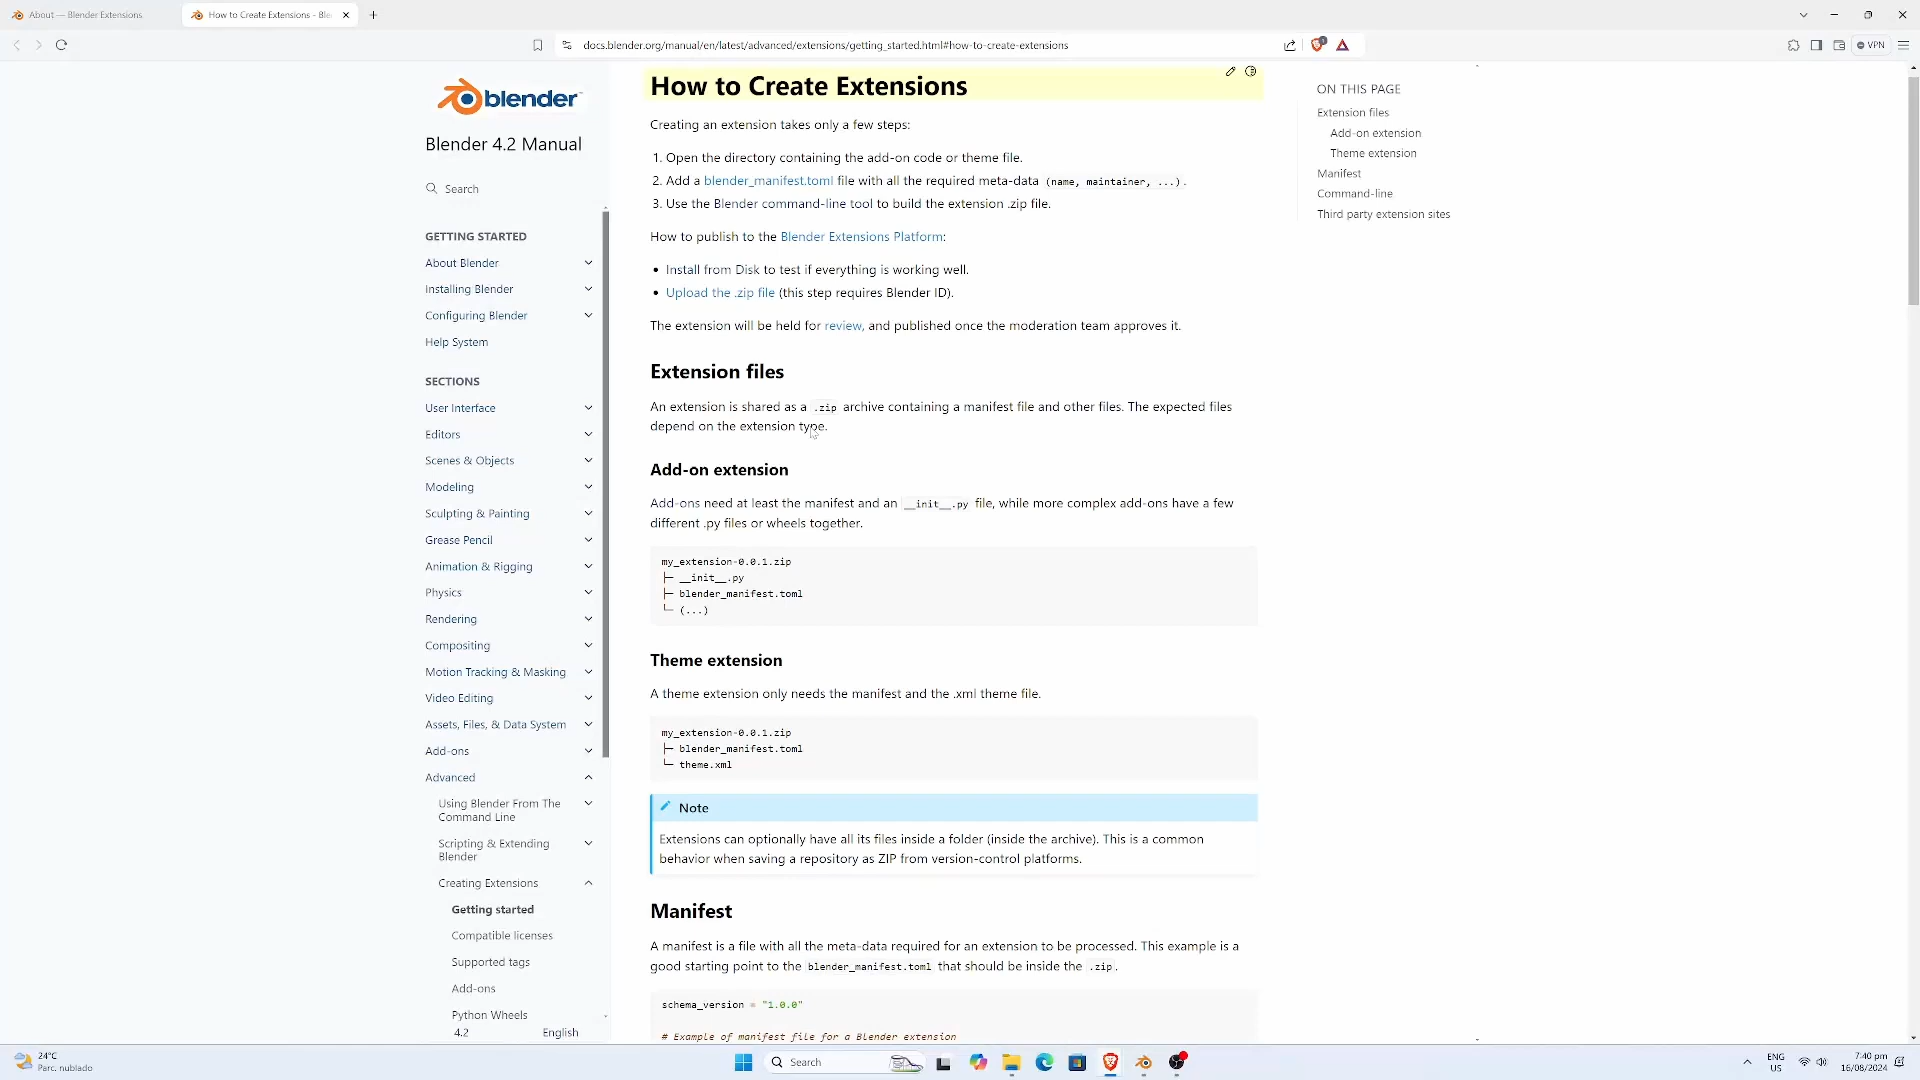 About — Blender Extensions
How to Create Extensions - Ble
docs.blender.org/manual/en/latest/advanced/extensions/getting_started.html#how-to-create-extensions
VPN
blender
Blender 4.2 Manual
Search
GETTING STARTED
About Blender
Installing Blender
Configuring Blender
Help System
SECTIONS
User Interface
Editors
Scenes & Objects
Modeling
Sculpting & Painting
Grease Pencil
Animation & Rigging
Physics
Rendering
Compositing
Motion Tracking & Masking
Video Editing
Assets, Files, & Data System
Add-ons
Advanced
Using Blender From The
Command Line
Scripting & Extending
Blender
Creating Extensions
Getting started
Compatible licenses
Supported tags
Add-ons
Python Wheels
4.2 English
How to Create Extensions
Creating an extension takes only a few steps:
1. Open the directory containing the add-on code or theme file.
2. Add a blender_manifest.toml file with all the required meta-data (name, maintainer, ...).
3. Use the Blender command-line tool to build the extension .zip file.
How to publish to the Blender Extensions Platform:
• Install from Disk to test if everything is working well.
• Upload the .zip file (this step requires Blender ID).
The extension will be held for review, and published once the moderation team approves it.
Extension files
An extension is shared as a .zip archive containing a manifest file and other files. The expected files
depend on the extension type.
Add-on extension
Add-ons need at least the manifest and an __init__.py file, while more complex add-ons have a few
different .py files or wheels together.
my_extension-0.0.1.zip
├─ __init__.py
├─ blender_manifest.toml
└─ (...)
Theme extension
A theme extension only needs the manifest and the .xml theme file.
my_extension-0.0.1.zip
├─ blender_manifest.toml
└─ theme.xml
Note
Extensions can optionally have all its files inside a folder (inside the archive). This is a common
behavior when saving a repository as ZIP from version-control platforms.
Manifest
A manifest is a file with all the meta-data required for an extension to be processed. This example is a
good starting point to the blender_manifest.toml that should be inside the .zip.
schema_version = "1.0.0"
# Example of manifest file for a Blender extension
ON THIS PAGE
Extension files
Add-on extension
Theme extension
Manifest
Command-line
Third party extension sites
24°C
Parc. nublado
Search
ENG
US
7:40 pm
16/08/2024